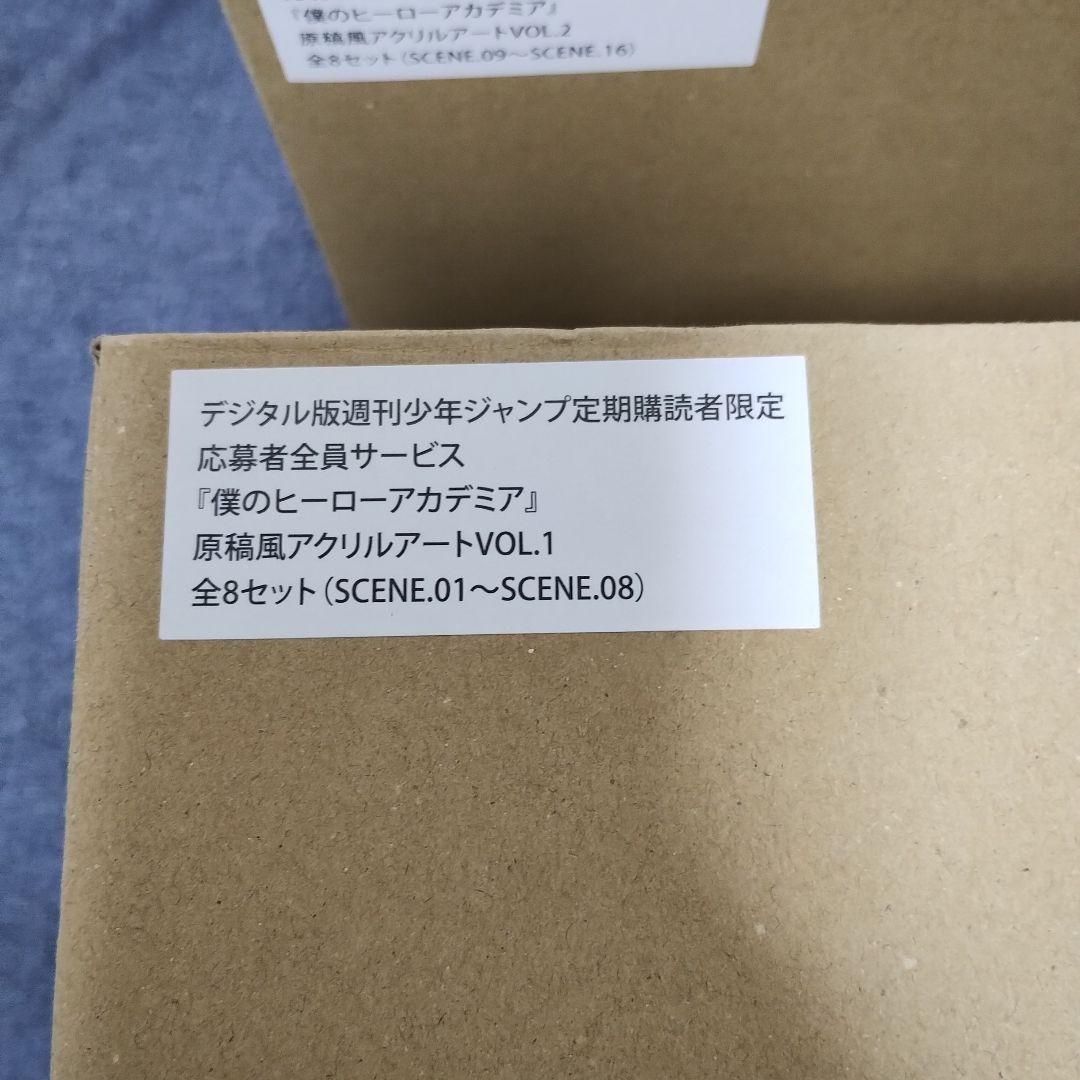 『僕のヒーローアカデミア』
原稿風アクリルアートVOL.2
全8セット（SCENE.09～SCENE.16）
デジタル版週刊少年ジャンプ定期購読者限定
応募者全員サービス
『僕のヒーローアカデミア』
原稿風アクリルアートVOL.1
全8セット（SCENE.01～SCENE.08）